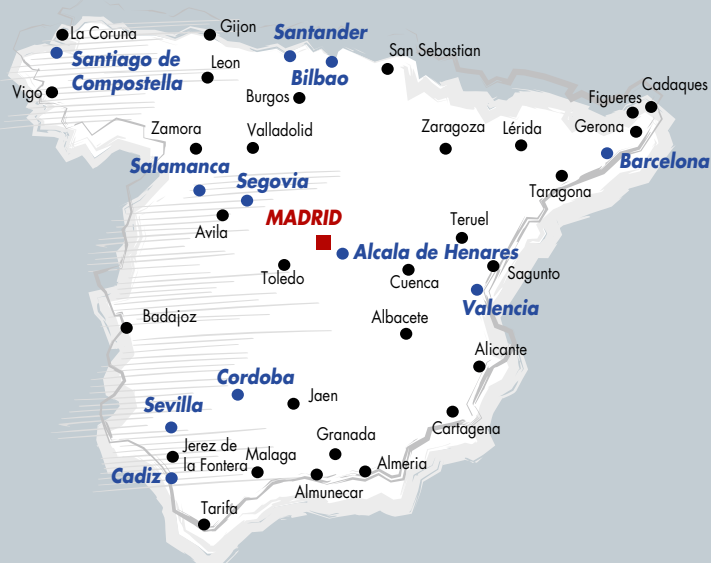 La Coruna
Gijon
Santander
San Sebastian
Santiago de
Compostella
Leon
Bilbao
Vigo
Burgos
Cadaques
Figueres
Gerona
Zamora
Valladolid
Zaragoza
Lérida
Barcelona
Salamanca
Segovia
Taragona
Avila
MADRID
Teruel
Alcala de Henares
Toledo
Cuenca
Sagunto
Valencia
Badajoz
Albacete
Alicante
Cordoba
Jaen
Sevilla
Cartagena
Granada
Jerez de
la Fontera
Malaga
Almeria
Cadiz
Almunecar
Tarifa